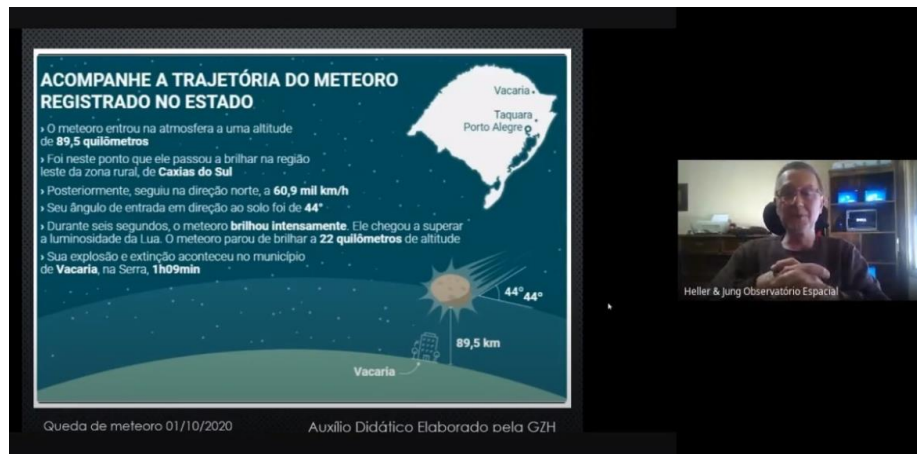 ACOMPANHE A TRAJETÓRIA DO METEORO
REGISTRADO NO ESTADO
› O meteoro entrou na atmosfera a uma altitude
de 89,5 quilômetros
› Foi neste ponto que ele passou a brilhar na região
leste da zona rural, de Caxias do Sul
› Posteriormente, seguiu na direção norte, a 60,9 mil km/h
› Seu ângulo de entrada em direção ao solo foi de 44°
› Durante seis segundos, o meteoro brilhou intensamente. Ele chegou a superar
a luminosidade da Lua. O meteoro parou de brilhar a 22 quilômetros de altitude
› Sua explosão e extinção aconteceu no município
de Vacaria, na Serra, 1h09min
Vacaria
Taquara
Porto Alegre
44° 44°
89,5 km
Vacaria
Queda de meteoro 01/10/2020
Auxílio Didático Elaborado pela GZH
Heller & Jung Observatório Espacial